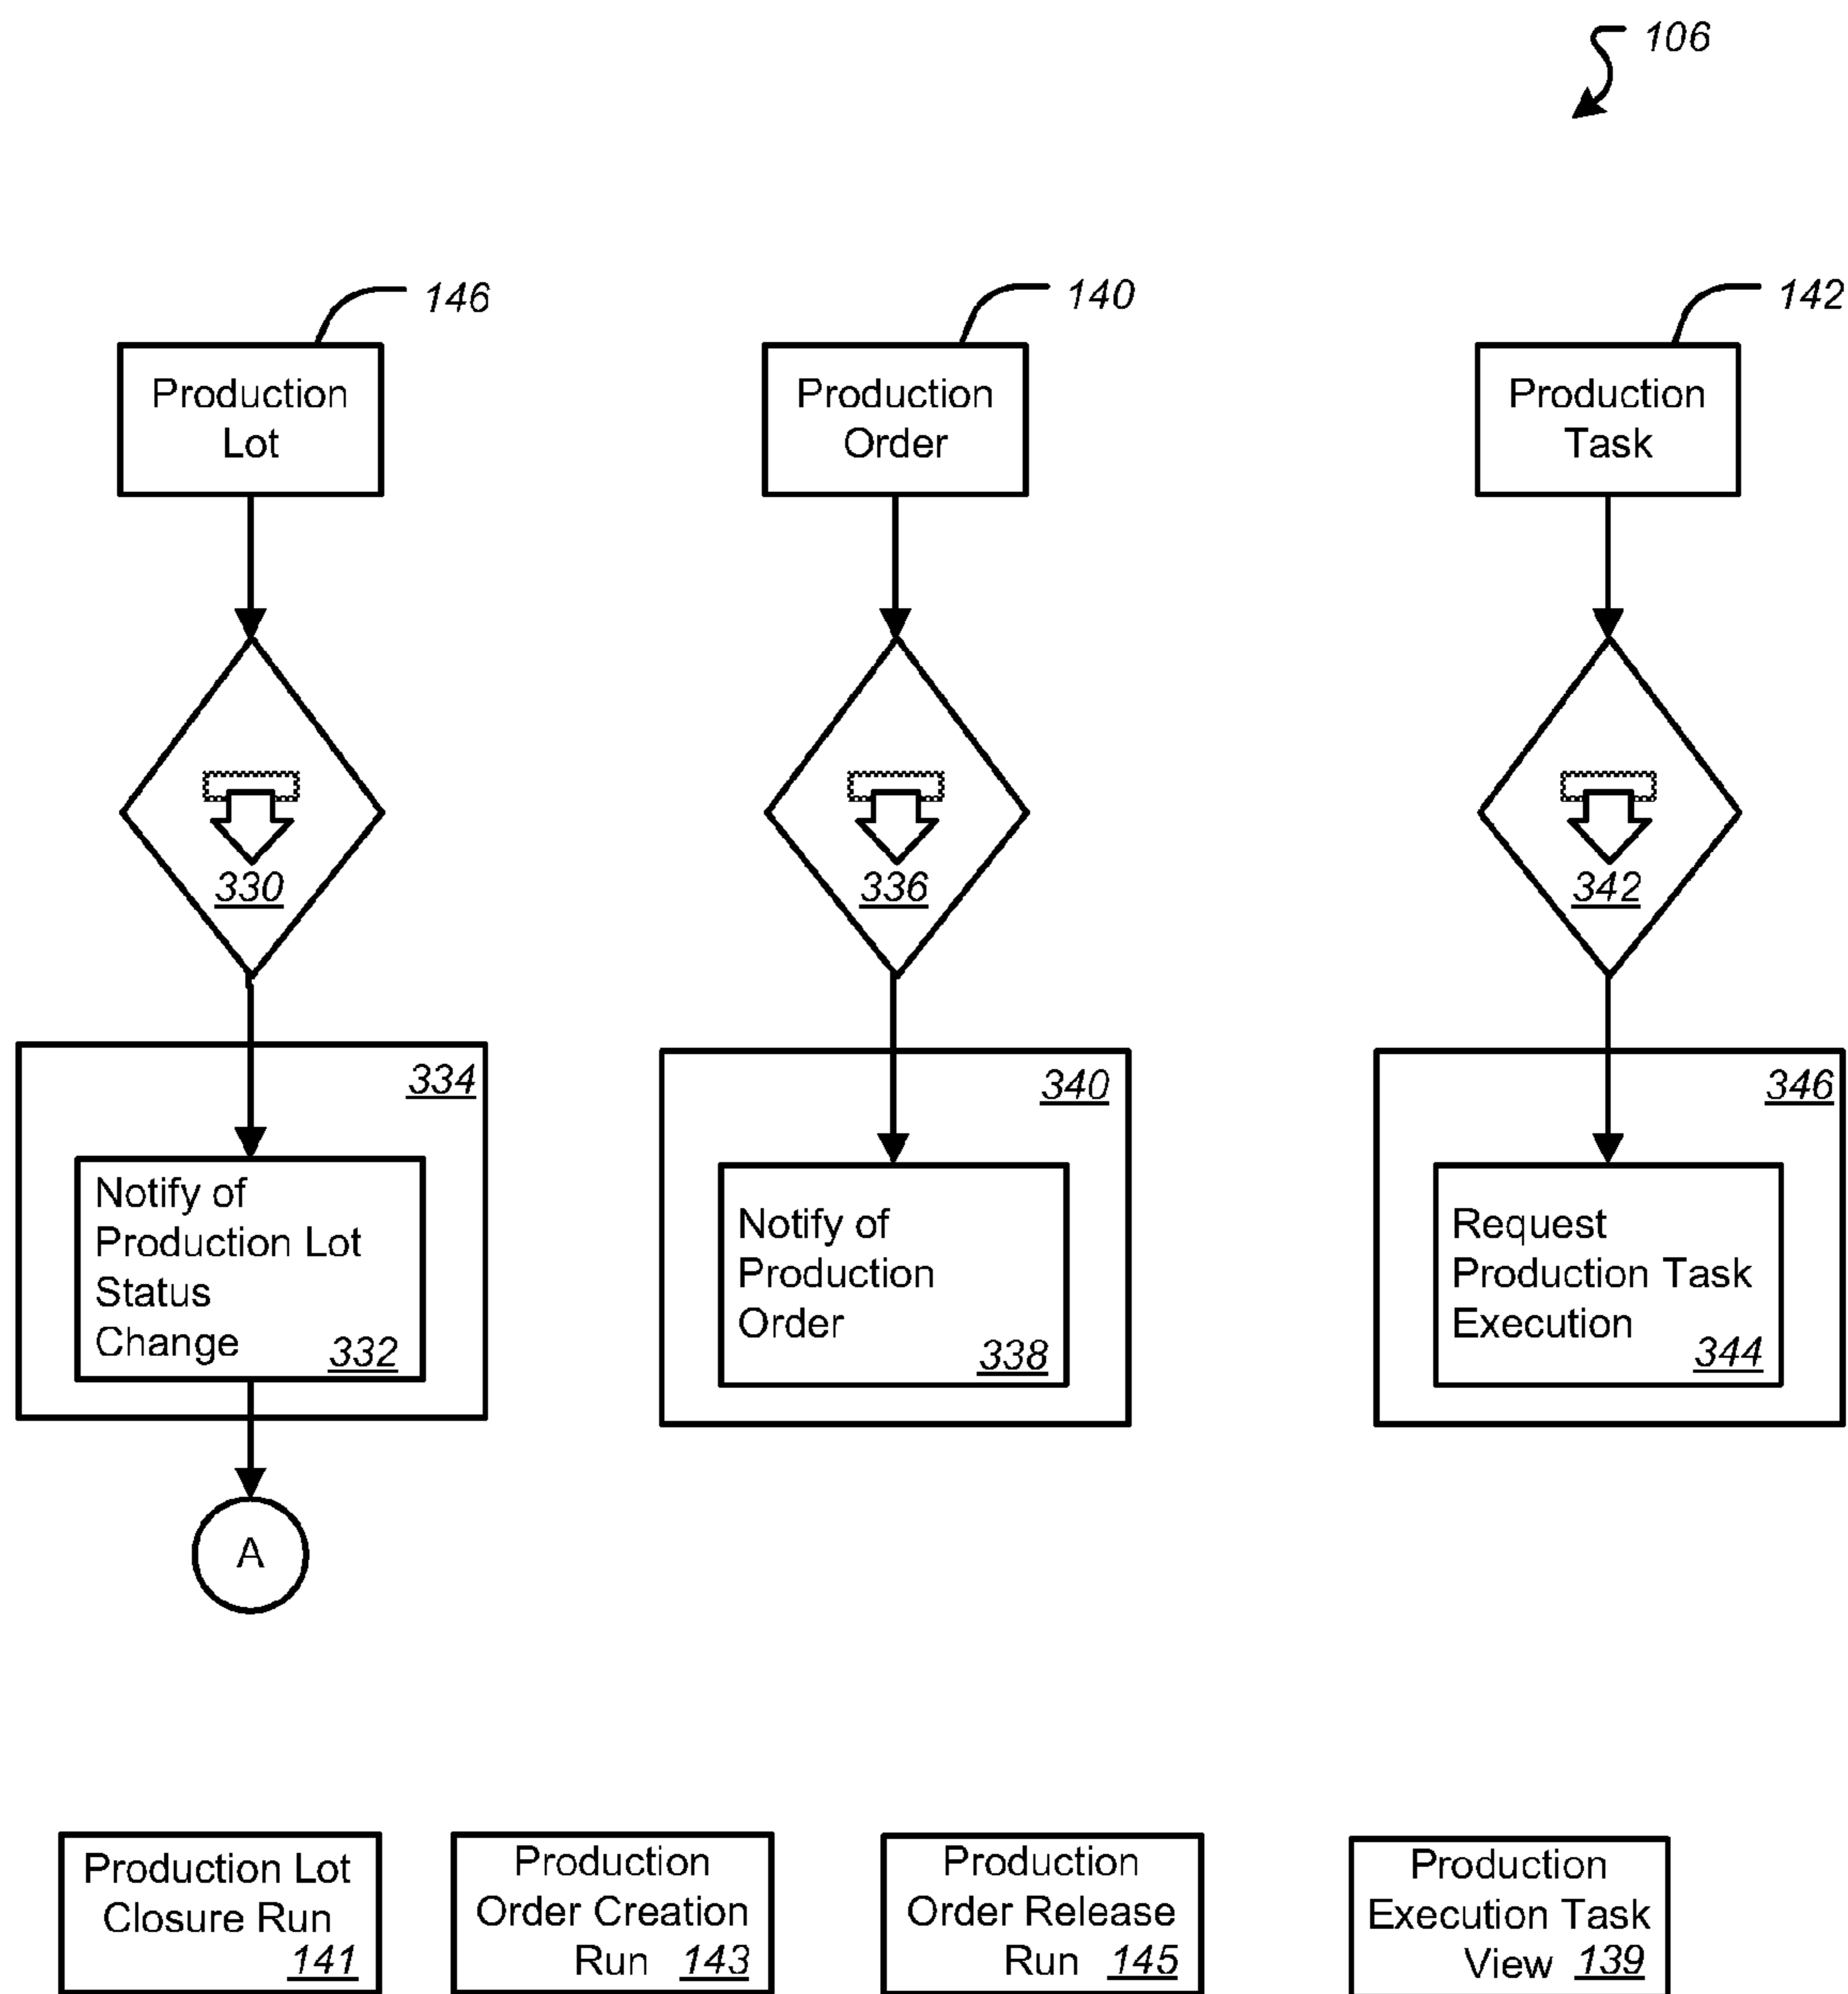 106
146
140
142
Production
Lot
Production
Order
Production
Task
330
336
342
334
340
346
Notify of
Production Lot
Status
Change 332
Notify of
Production
Order 338
Request
Production Task
Execution
344
A
Production Lot
Closure Run
141
Production
Order Creation
Run 143
Production
Order Release
Run 145
Production
Execution Task
View 139